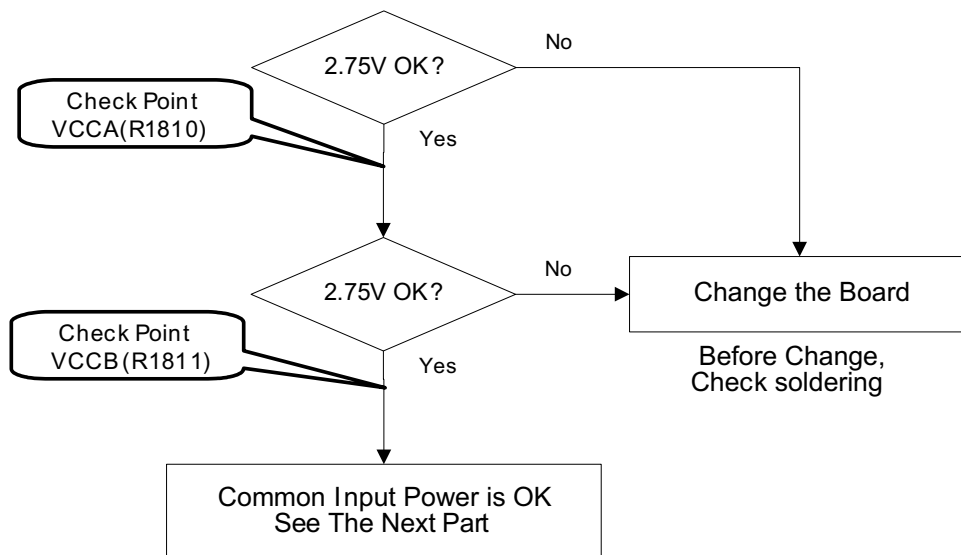 No
2.75V OK?
Check Point
VCCA(R1810)
Yes
No
2.75V OK?
Change the Board
Check Point
VCCB(R1811)
Yes
Before Change,
Check soldering
Common Input Power is OK
See The Next Part